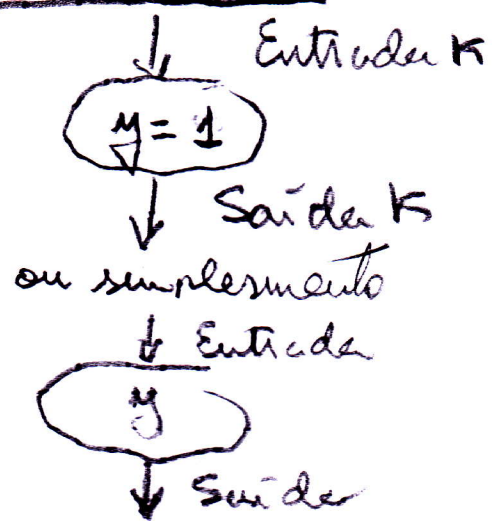 Entrada K
y = 1
Saída K
ou simplesmente
Entrada
y
Saída